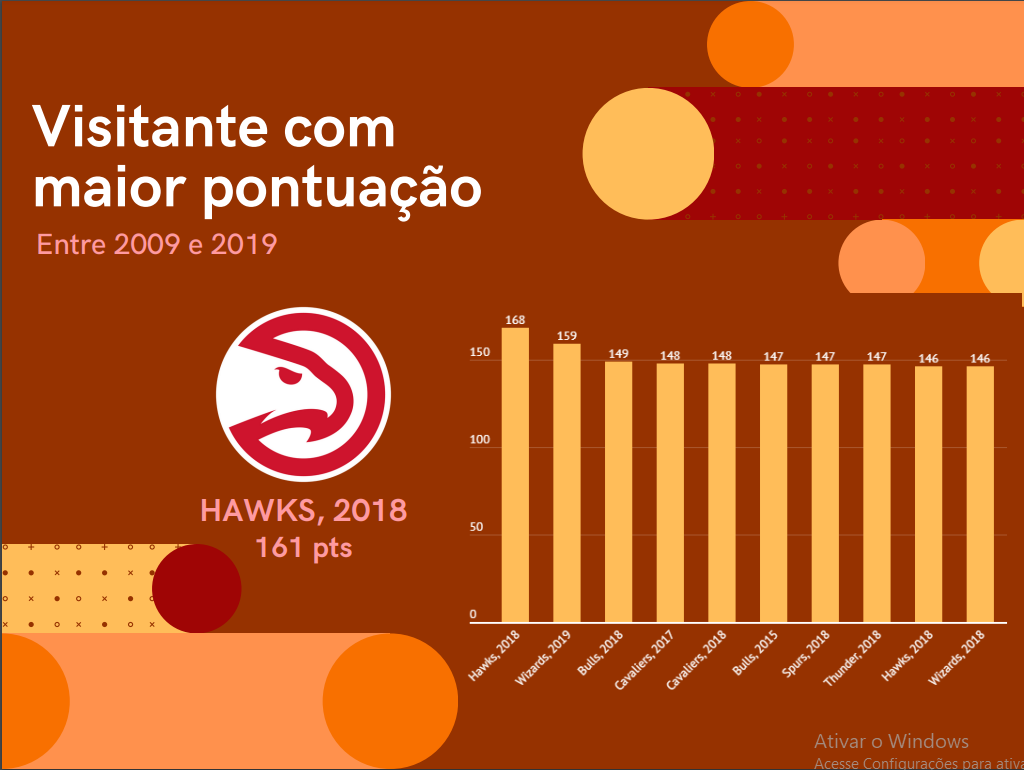 Visitante com
maior pontuação
Entre 2009 e 2019
HAWKS, 2018
161 pts
168
159
149
148
148
147
147
147
146
146
150
100
50
0
Hawks, 2018
Wizards, 2019
Bulls, 2018
Cavaliers, 2017
Cavaliers, 2018
Bulls, 2015
Spurs, 2018
Thunder, 2018
Hawks, 2018
Wizards, 2018
Ativar o Windows
Acesse Configurações para ativa